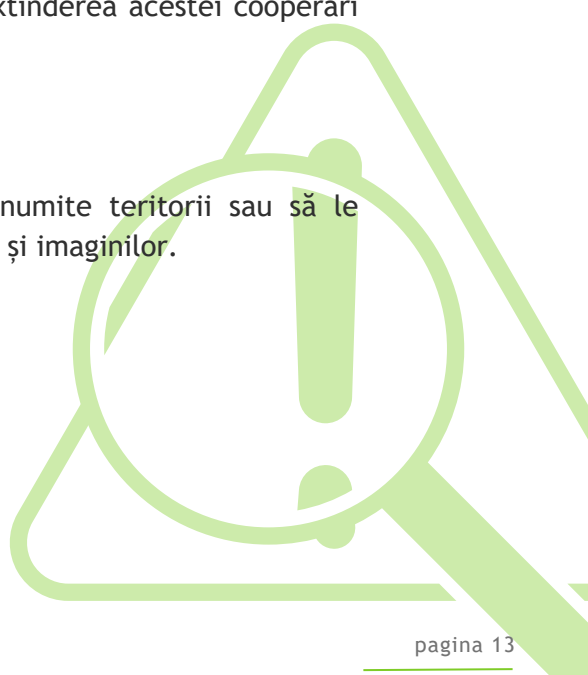 xtinderea acestei cooperări
numite teritorii sau să le
și imaginilor.
pagina 13